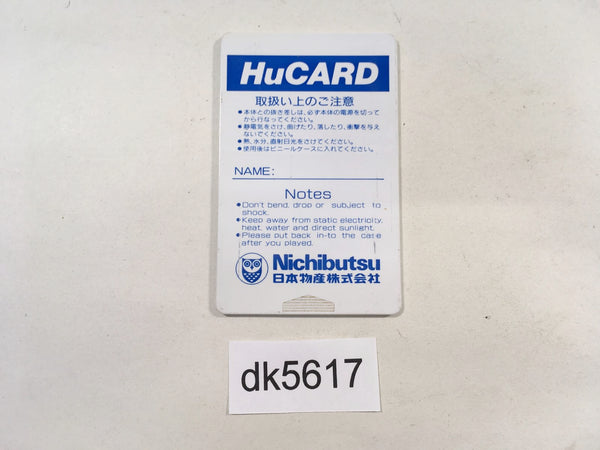 HuCARD
取扱い上のご注意
●本体との抜き差しは、必ず本体の電源を切って
から行なってください。
●静電気をさけ、曲げたり、落したり、衝撃を与え
ないでください。
●熱、水分、直射日光をさけてください。
●使用後はビニールケースに入れてください。
NAME:
Notes
●Don't bend, drop or subject to
shock.
●Keep away from static electricity,
heat, water and direct sunlight.
●Please put back in-to the case
after you played.
Nichibutsu
日本物産株式会社
dk5617